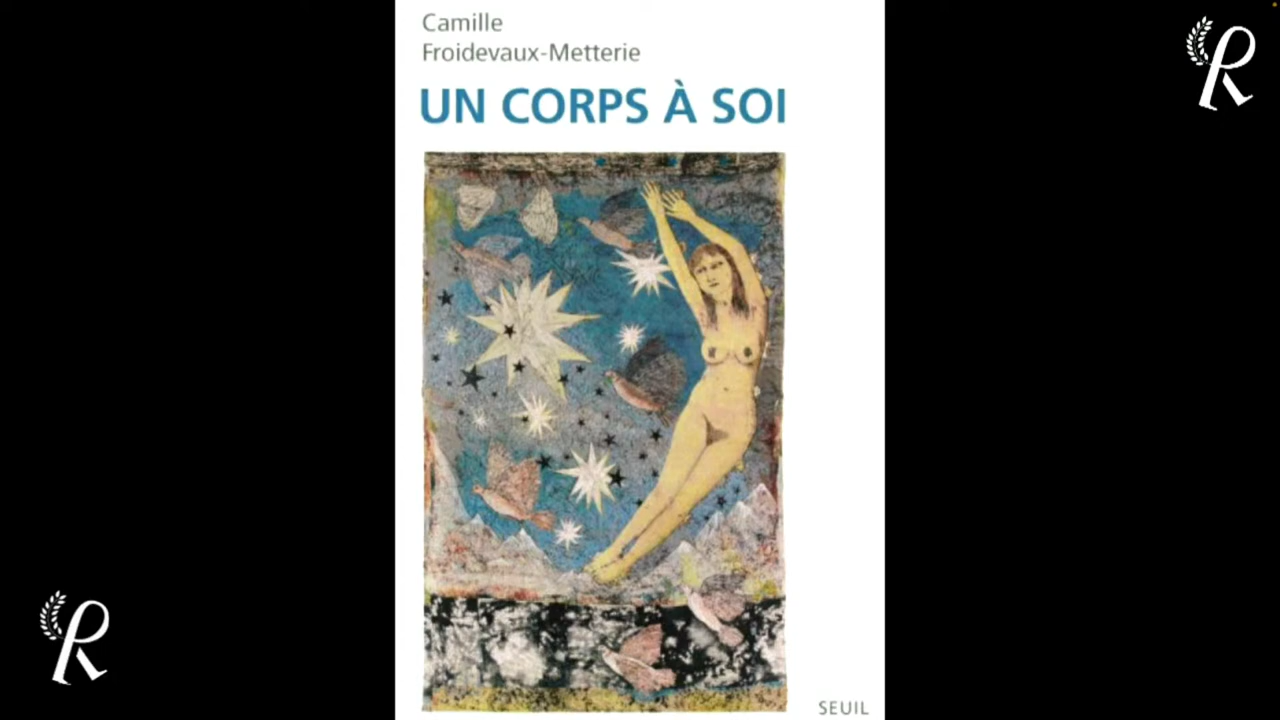 Camille
Froidevaux-Metterie
UN CORPS À SOI
SEUIL
R
R